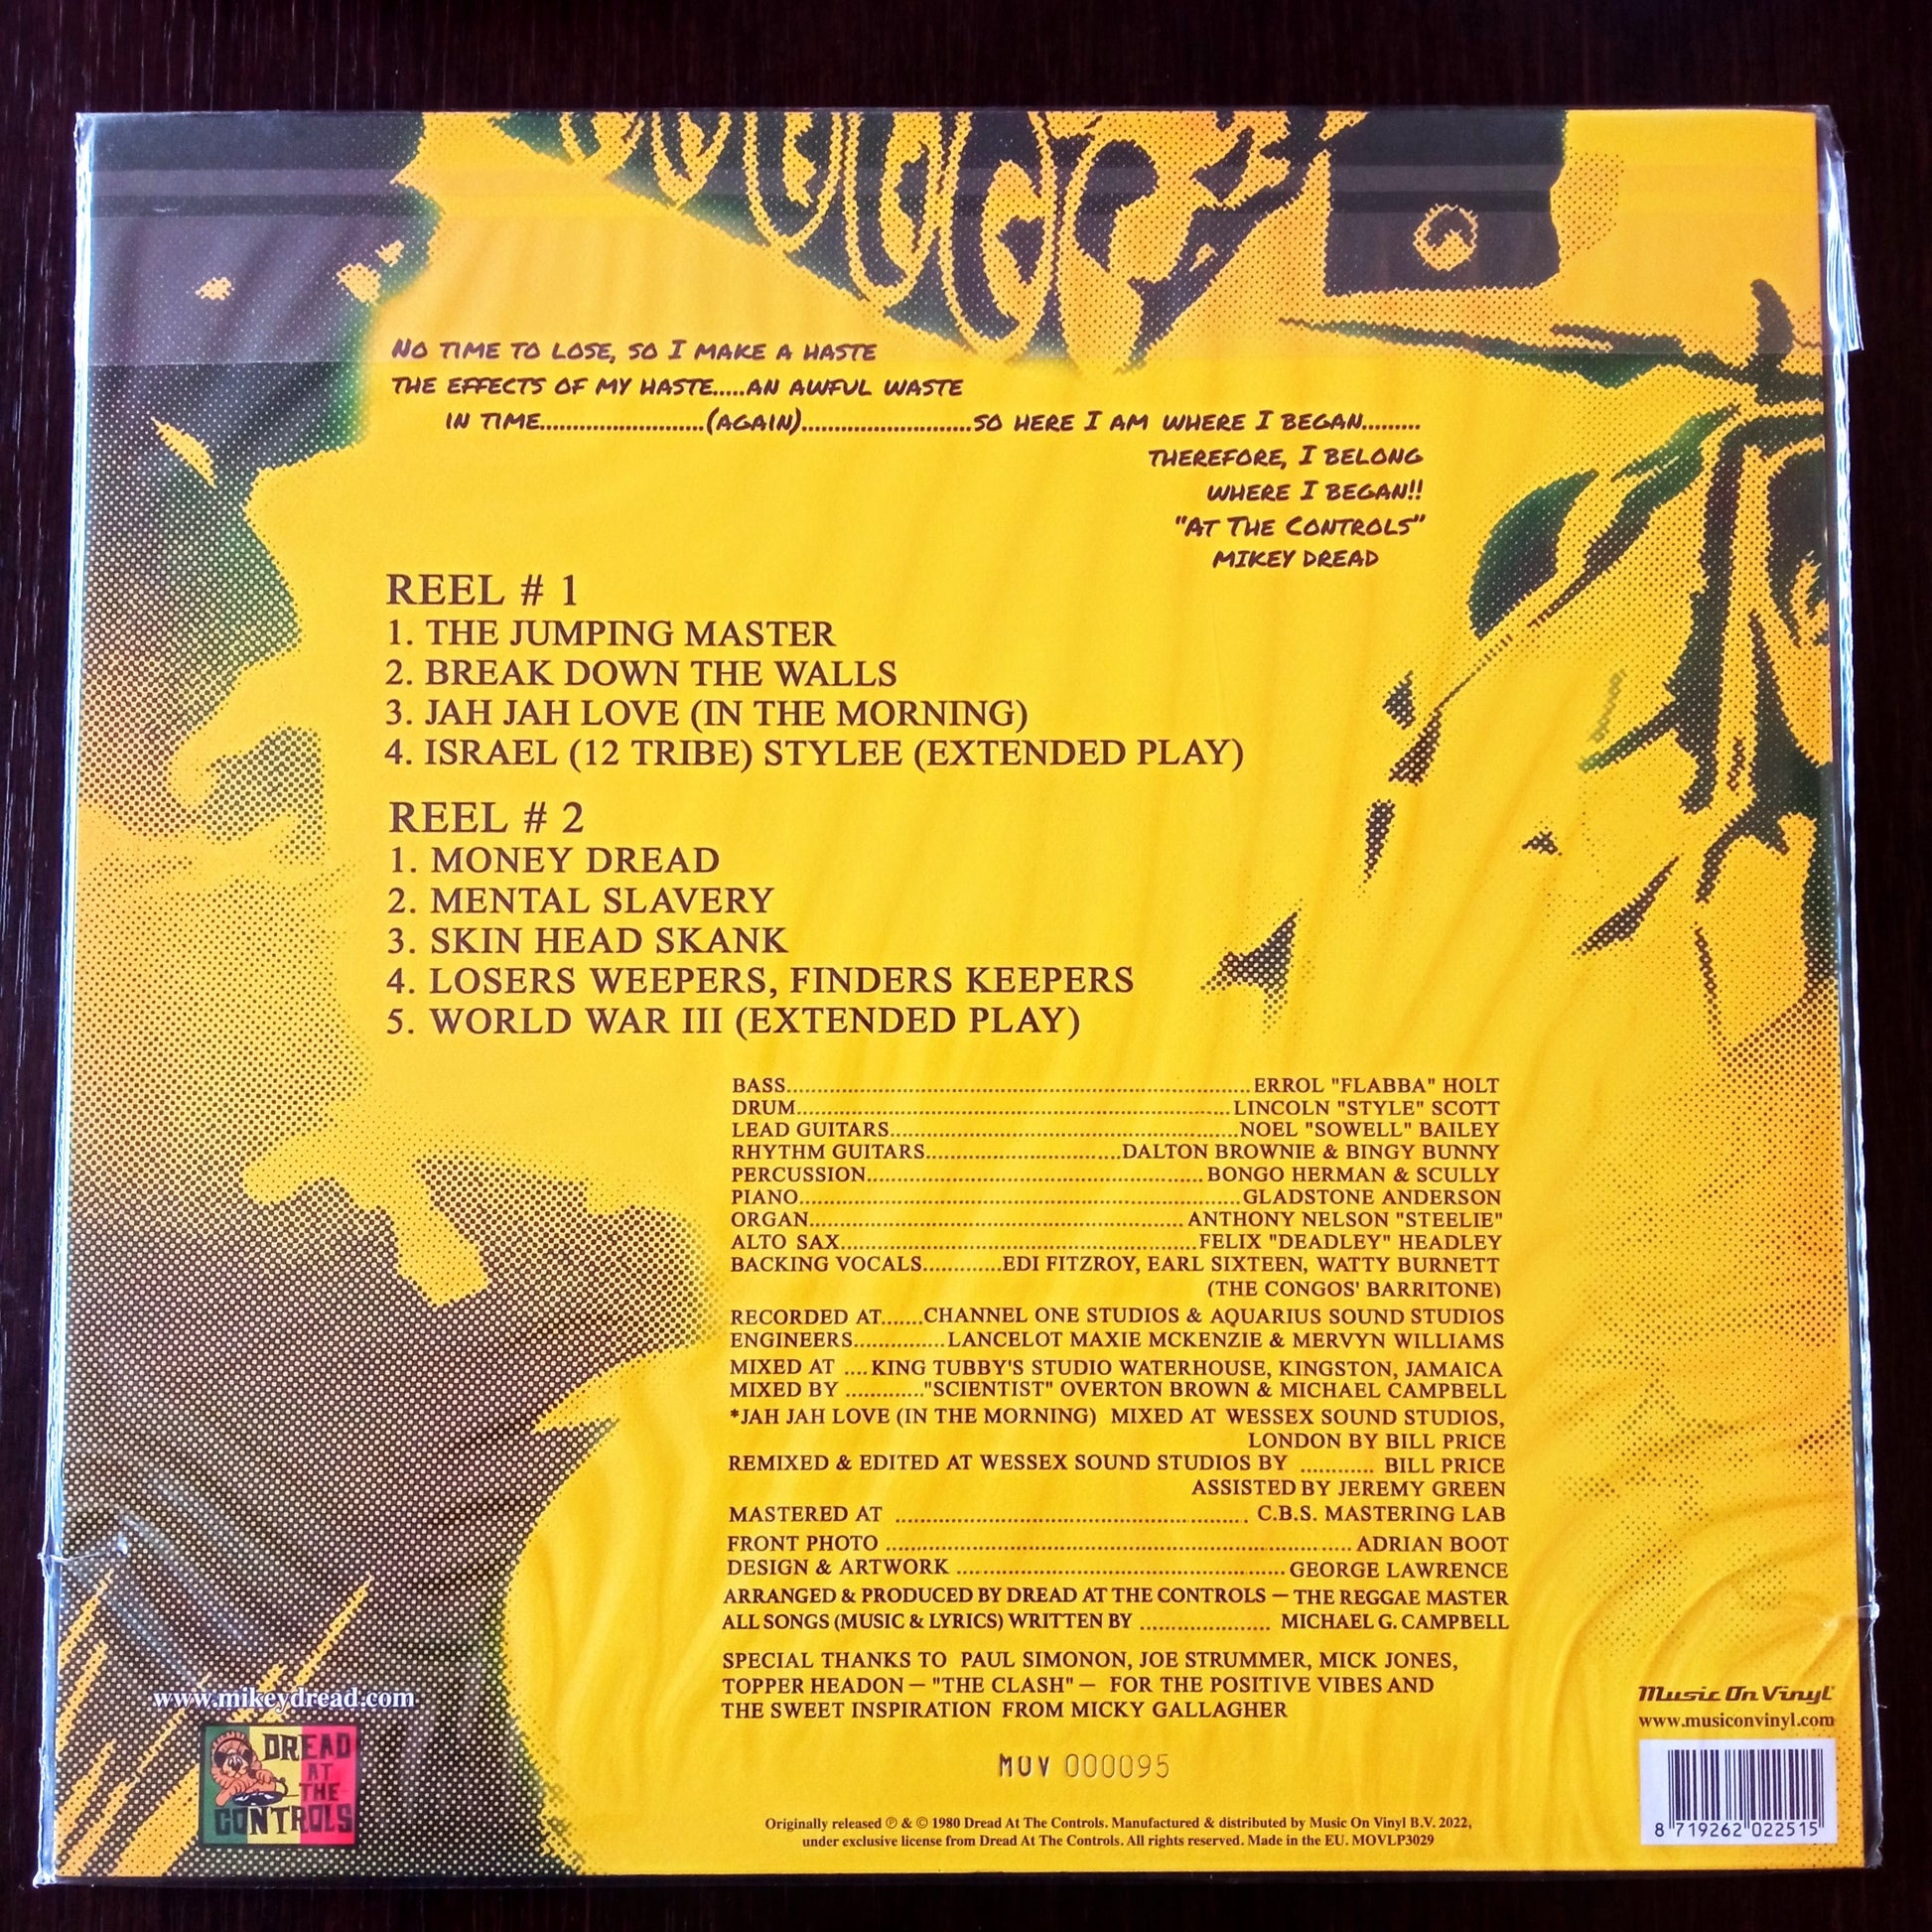 NO TIME TO LOSE, SO I MAKE A HASTE
THE EFFECTS OF MY HASTE.....AN AWFUL WASTE
IN TIME.........................(AGAIN)..........................SO HERE I AM WHERE I BEGAN.........
THEREFORE, I BELONG
WHERE I BEGAN!!
"AT THE CONTROLS"
MIKEY DREAD
REEL # 1
1. THE JUMPING MASTER
2. BREAK DOWN THE WALLS
3. JAH JAH LOVE (IN THE MORNING)
4. ISRAEL (12 TRIBE) STYLEE (EXTENDED PLAY)
REEL # 2
1. MONEY DREAD
2. MENTAL SLAVERY
3. SKIN HEAD SKANK
4. LOSERS WEEPERS, FINDERS KEEPERS
5. WORLD WAR III (EXTENDED PLAY)
BASS..........................................................................ERROL "FLABBA" HOLT
DRUM.....................................................................LINCOLN "STYLE" SCOTT
LEAD GUITARS........................................................NOEL "SOWELL" BAILEY
RHYTHM GUITARS...............................DALTON BROWNIE & BINGY BUNNY
PERCUSSION......................................................BONGO HERMAN & SCULLY
PIANO.......................................................................GLADSTONE ANDERSON
ORGAN............................................................ANTHONY NELSON "STEELIE"
ALTO SAX.........................................................FELIX "DEADLEY" HEADLEY
BACKING VOCALS............EDI FITZROY, EARL SIXTEEN, WATTY BURNETT
(THE CONGOS' BARRITONE)
RECORDED AT.......CHANNEL ONE STUDIOS & AQUARIUS SOUND STUDIOS
ENGINEERS..............LANCELOT MAXIE MCKENZIE & MERVYN WILLIAMS
MIXED AT ....KING TUBBY'S STUDIO WATERHOUSE, KINGSTON, JAMAICA
MIXED BY ............."SCIENTIST" OVERTON BROWN & MICHAEL CAMPBELL
*JAH JAH LOVE (IN THE MORNING) MIXED AT WESSEX SOUND STUDIOS,
LONDON BY BILL PRICE
REMIXED & EDITED AT WESSEX SOUND STUDIOS BY ............ BILL PRICE
ASSISTED BY JEREMY GREEN
MASTERED AT ......................................................... C.B.S. MASTERING LAB
FRONT PHOTO ........................................................................... ADRIAN BOOT
DESIGN & ARTWORK .....................................................GEORGE LAWRENCE
ARRANGED & PRODUCED BY DREAD AT THE CONTROLS — THE REGGAE MASTER
ALL SONGS (MUSIC & LYRICS) WRITTEN BY ...................... MICHAEL G. CAMPBELL
SPECIAL THANKS TO PAUL SIMONON, JOE STRUMMER, MICK JONES,
TOPPER HEADON — "THE CLASH" — FOR THE POSITIVE VIBES AND
THE SWEET INSPIRATION FROM MICKY GALLAGHER
www.mikeydread.com
DREAD
AT
THE
CONTROLS
MOV 000095
Music On Vinyl
www.musiconvinyl.com
8 719262 022515
Originally released ℗ & © 1980 Dread At The Controls. Manufactured & distributed by Music On Vinyl B.V. 2022,
under exclusive license from Dread At The Controls. All rights reserved. Made in the EU. MOVLP3029